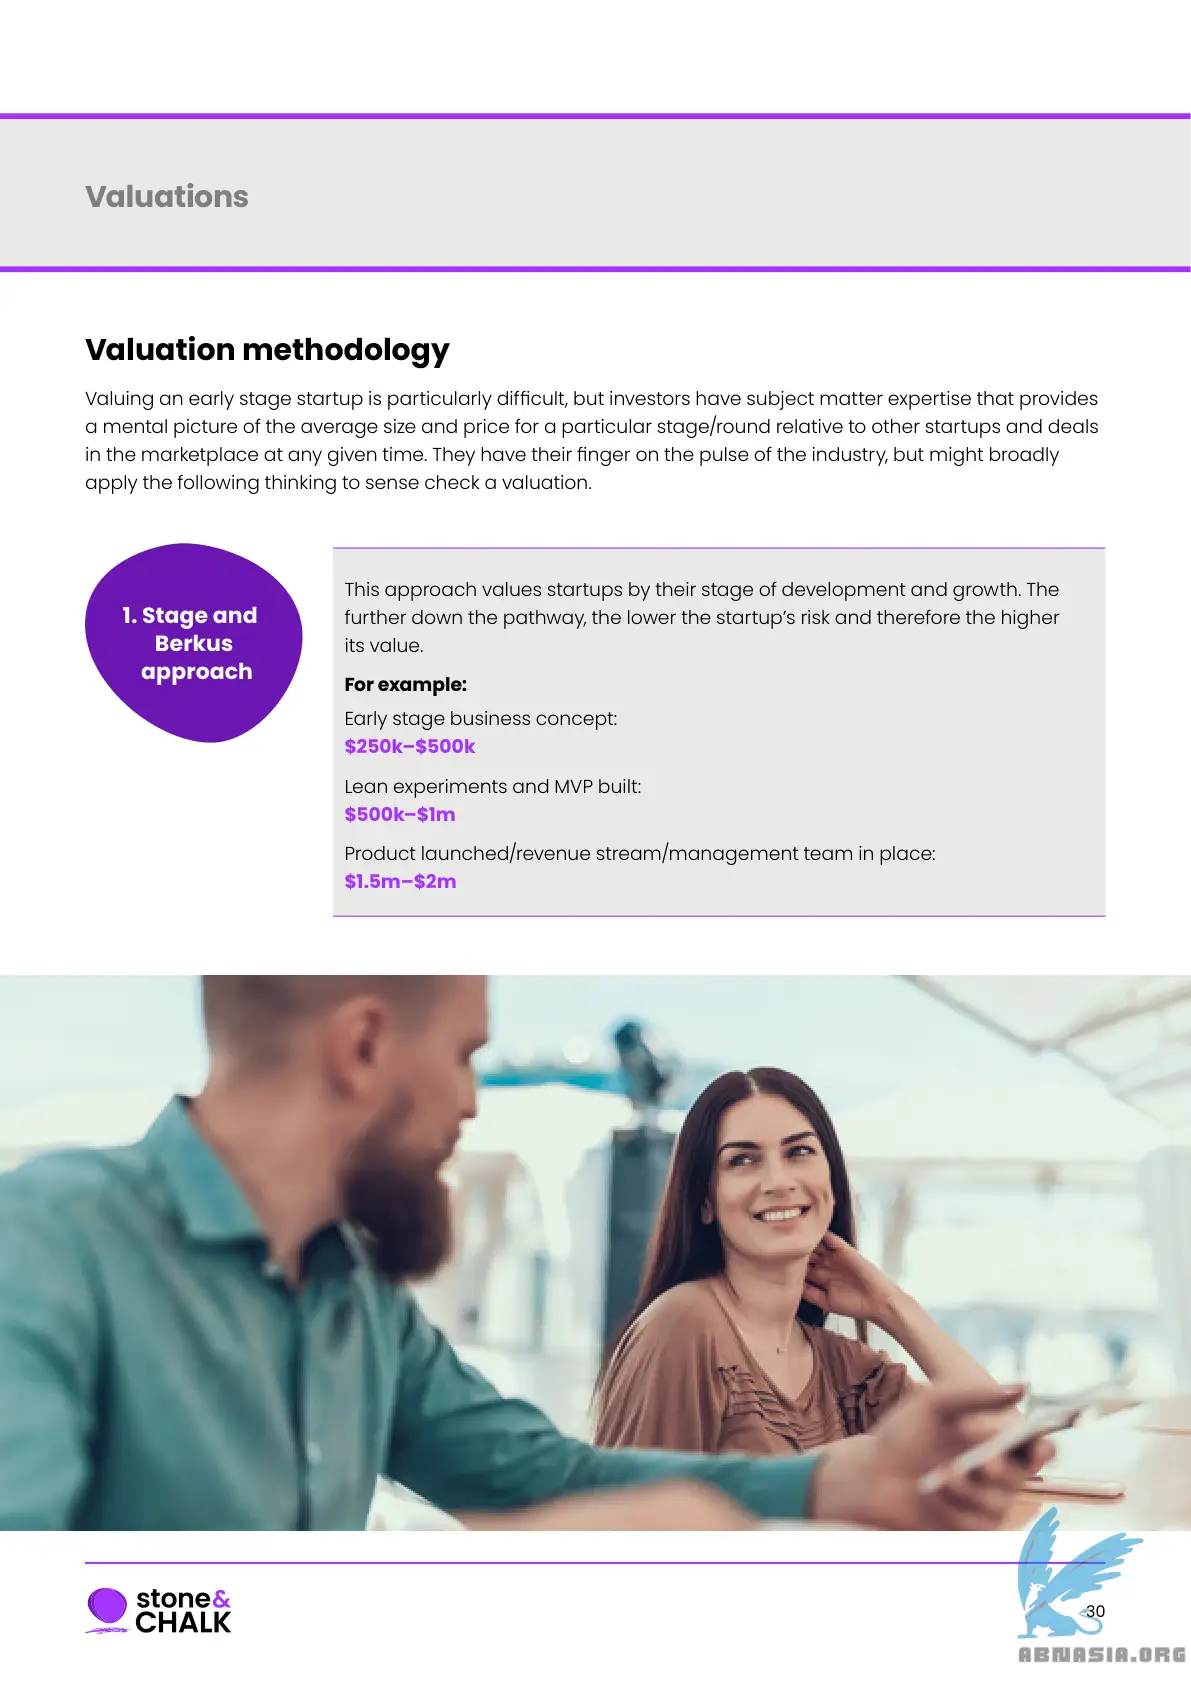 Valuations
Valuation methodology
Valuing an early stage startup is particularly difficult, but investors have subject matter expertise that provides
a mental picture of the average size and price for a particular stage/round relative to other startups and deals
in the marketplace at any given time. They have their finger on the pulse of the industry, but might broadly
apply the following thinking to sense check a valuation.
1. Stage and
Berkus
approach
This approach values startups by their stage of development and growth. The
further down the pathway, the lower the startup’s risk and therefore the higher
its value.
For example:
Early stage business concept:
$250k–$500k
Lean experiments and MVP built:
$500k–$1m
Product launched/revenue stream/management team in place:
$1.5m–$2m
stone&
CHALK
30
ABNASIA.ORG